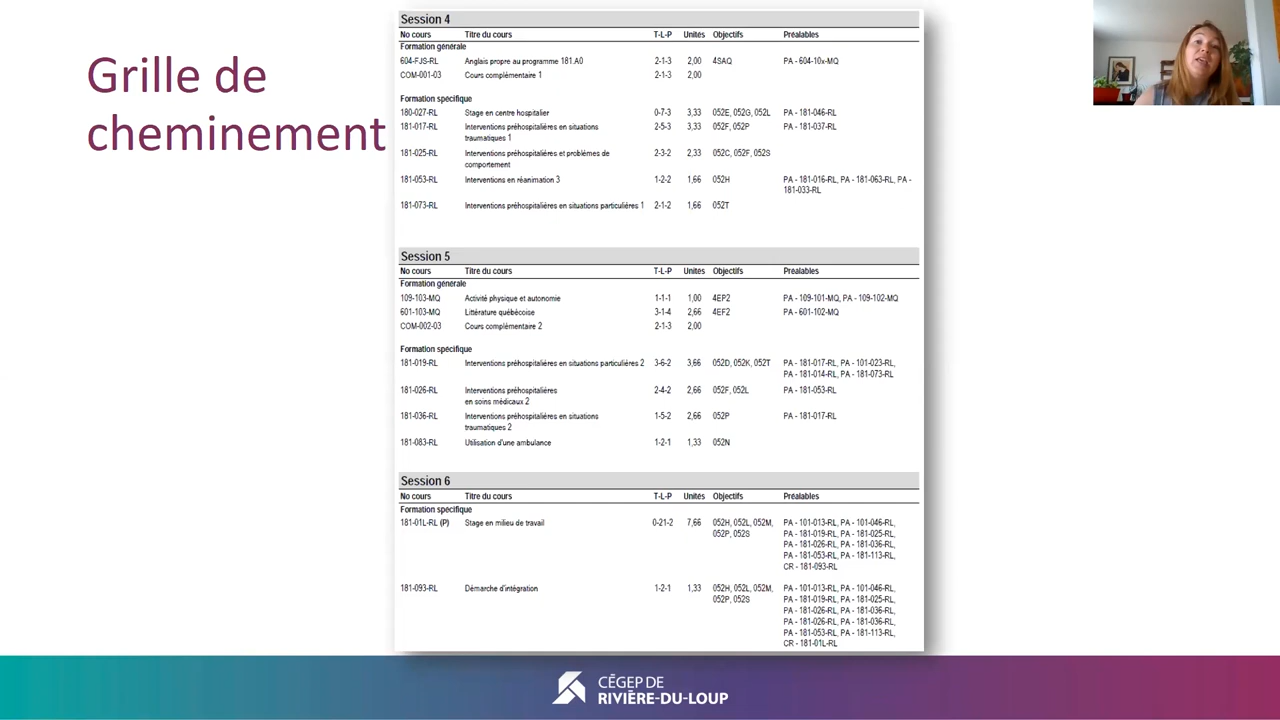 Grille de
cheminement
Session 4
No cours Titre du cours T-L-P Unités Objectifs Préalables
Formation générale
604-FJS-RL Anglais propre au programme 181.A0 2-1-3 2,00 4SAQ PA - 604-10x-MQ
COM-001-03 Cours complémentaire 1 2-1-3 2,00
Formation spécifique
180-027-RL Stage en centre hospitalier 0-7-3 3,33 052E, 052G, 052L PA - 181-046-RL
181-017-RL Interventions préhospitalières en situations 2-5-3 3,33 052F, 052P PA - 181-037-RL
traumatiques 1
181-025-RL Interventions préhospitalières et problèmes de 2-3-2 2,33 052C, 052F, 052S
comportement
181-053-RL Interventions en réanimation 3 1-2-2 1,66 052H PA - 181-016-RL, PA - 181-063-RL, PA -
181-033-RL
181-073-RL Interventions préhospitalières en situations particulières 1 2-1-2 1,66 052T
Session 5
No cours Titre du cours T-L-P Unités Objectifs Préalables
Formation générale
109-103-MQ Activité physique et autonomie 1-1-1 1,00 4EP2 PA - 109-101-MQ, PA - 109-102-MQ
601-103-MQ Littérature québécoise 3-1-4 2,66 4EF2 PA - 601-102-MQ
COM-002-03 Cours complémentaire 2 2-1-3 2,00
Formation spécifique
181-019-RL Interventions préhospitalières en situations particulières 2 3-6-2 3,66 052D, 052K, 052T PA - 181-017-RL, PA - 101-023-RL,
PA - 181-014-RL, PA - 181-073-RL
181-026-RL Interventions préhospitalières 2-4-2 2,66 052F, 052L PA - 181-053-RL
en soins médicaux 2
181-036-RL Interventions préhospitalières en situations 1-5-2 2,66 052P PA - 181-017-RL
traumatiques 2
181-083-RL Utilisation d'une ambulance 1-2-1 1,33 052N
Session 6
No cours Titre du cours T-L-P Unités Objectifs Préalables
Formation spécifique
181-01L-RL (P) Stage en milieu de travail 0-21-2 7,66 052H, 052L, 052M, PA - 101-013-RL, PA - 101-046-RL,
052P, 052S PA - 181-019-RL, PA - 181-025-RL,
PA - 181-026-RL, PA - 181-036-RL,
PA - 181-053-RL, PA - 181-113-RL,
CR - 181-093-RL
181-093-RL Démarche d'intégration 1-2-1 1,33 052H, 052L, 052M, PA - 101-013-RL, PA - 101-046-RL,
052P, 052S PA - 181-019-RL, PA - 181-025-RL,
PA - 181-026-RL, PA - 181-036-RL,
PA - 181-026-RL, PA - 181-036-RL,
PA - 181-053-RL, PA - 181-113-RL,
CR - 181-01L-RL
CÉGEP DE
RIVIÈRE-DU-LOUP